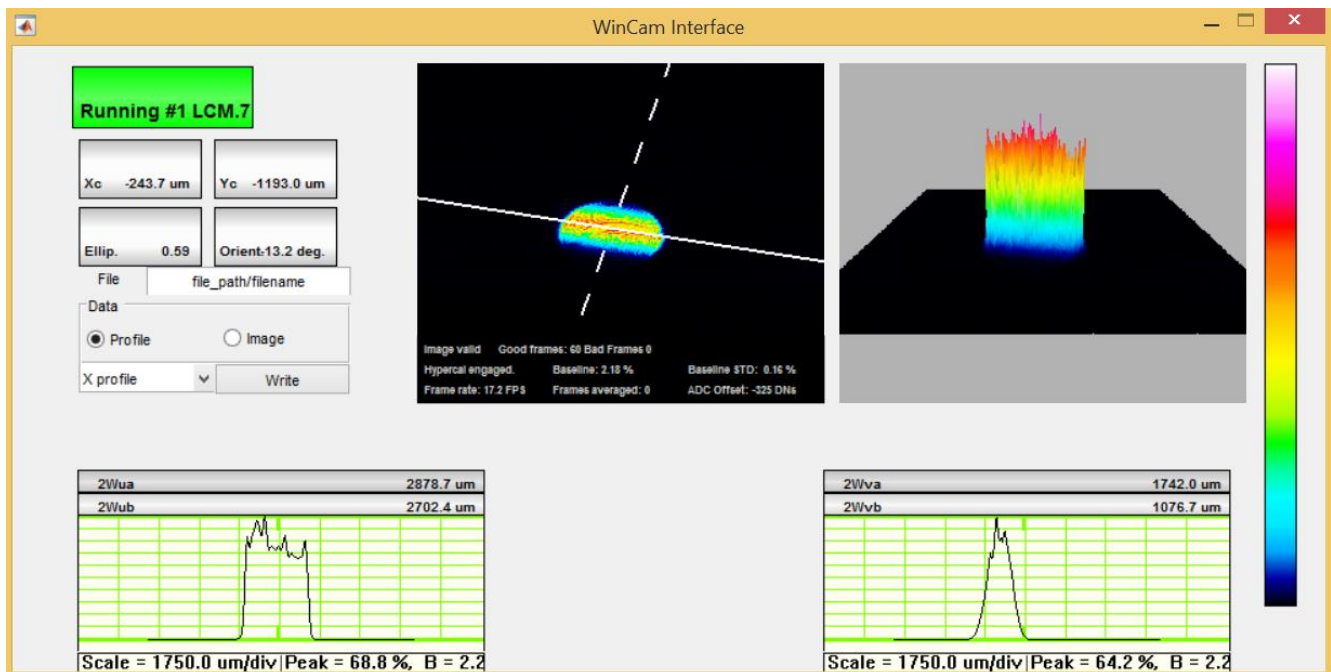 WinCam Interface
Running #1 LCM.7
Xc -243.7 um
Yc -1193.0 um
Ellip. 0.59
Orient:-13.2 deg.
File file_path/filename
Data
Profile Image
X profile Write
Image valid Good frames: 60 Bad Frames 0
Hypercal engaged. Baseline: 2.18 % Baseline STD: 0.16 %
Frame rate: 17.2 FPS Frames averaged: 0 ADC Offset: -325 DNs
2Wua 2878.7 um
2Wub 2702.4 um
Scale = 1750.0 um/div Peak = 68.8 %, B = 2.2
2Wva 1742.0 um
2Wvb 1076.7 um
Scale = 1750.0 um/div Peak = 64.2 %, B = 2.2